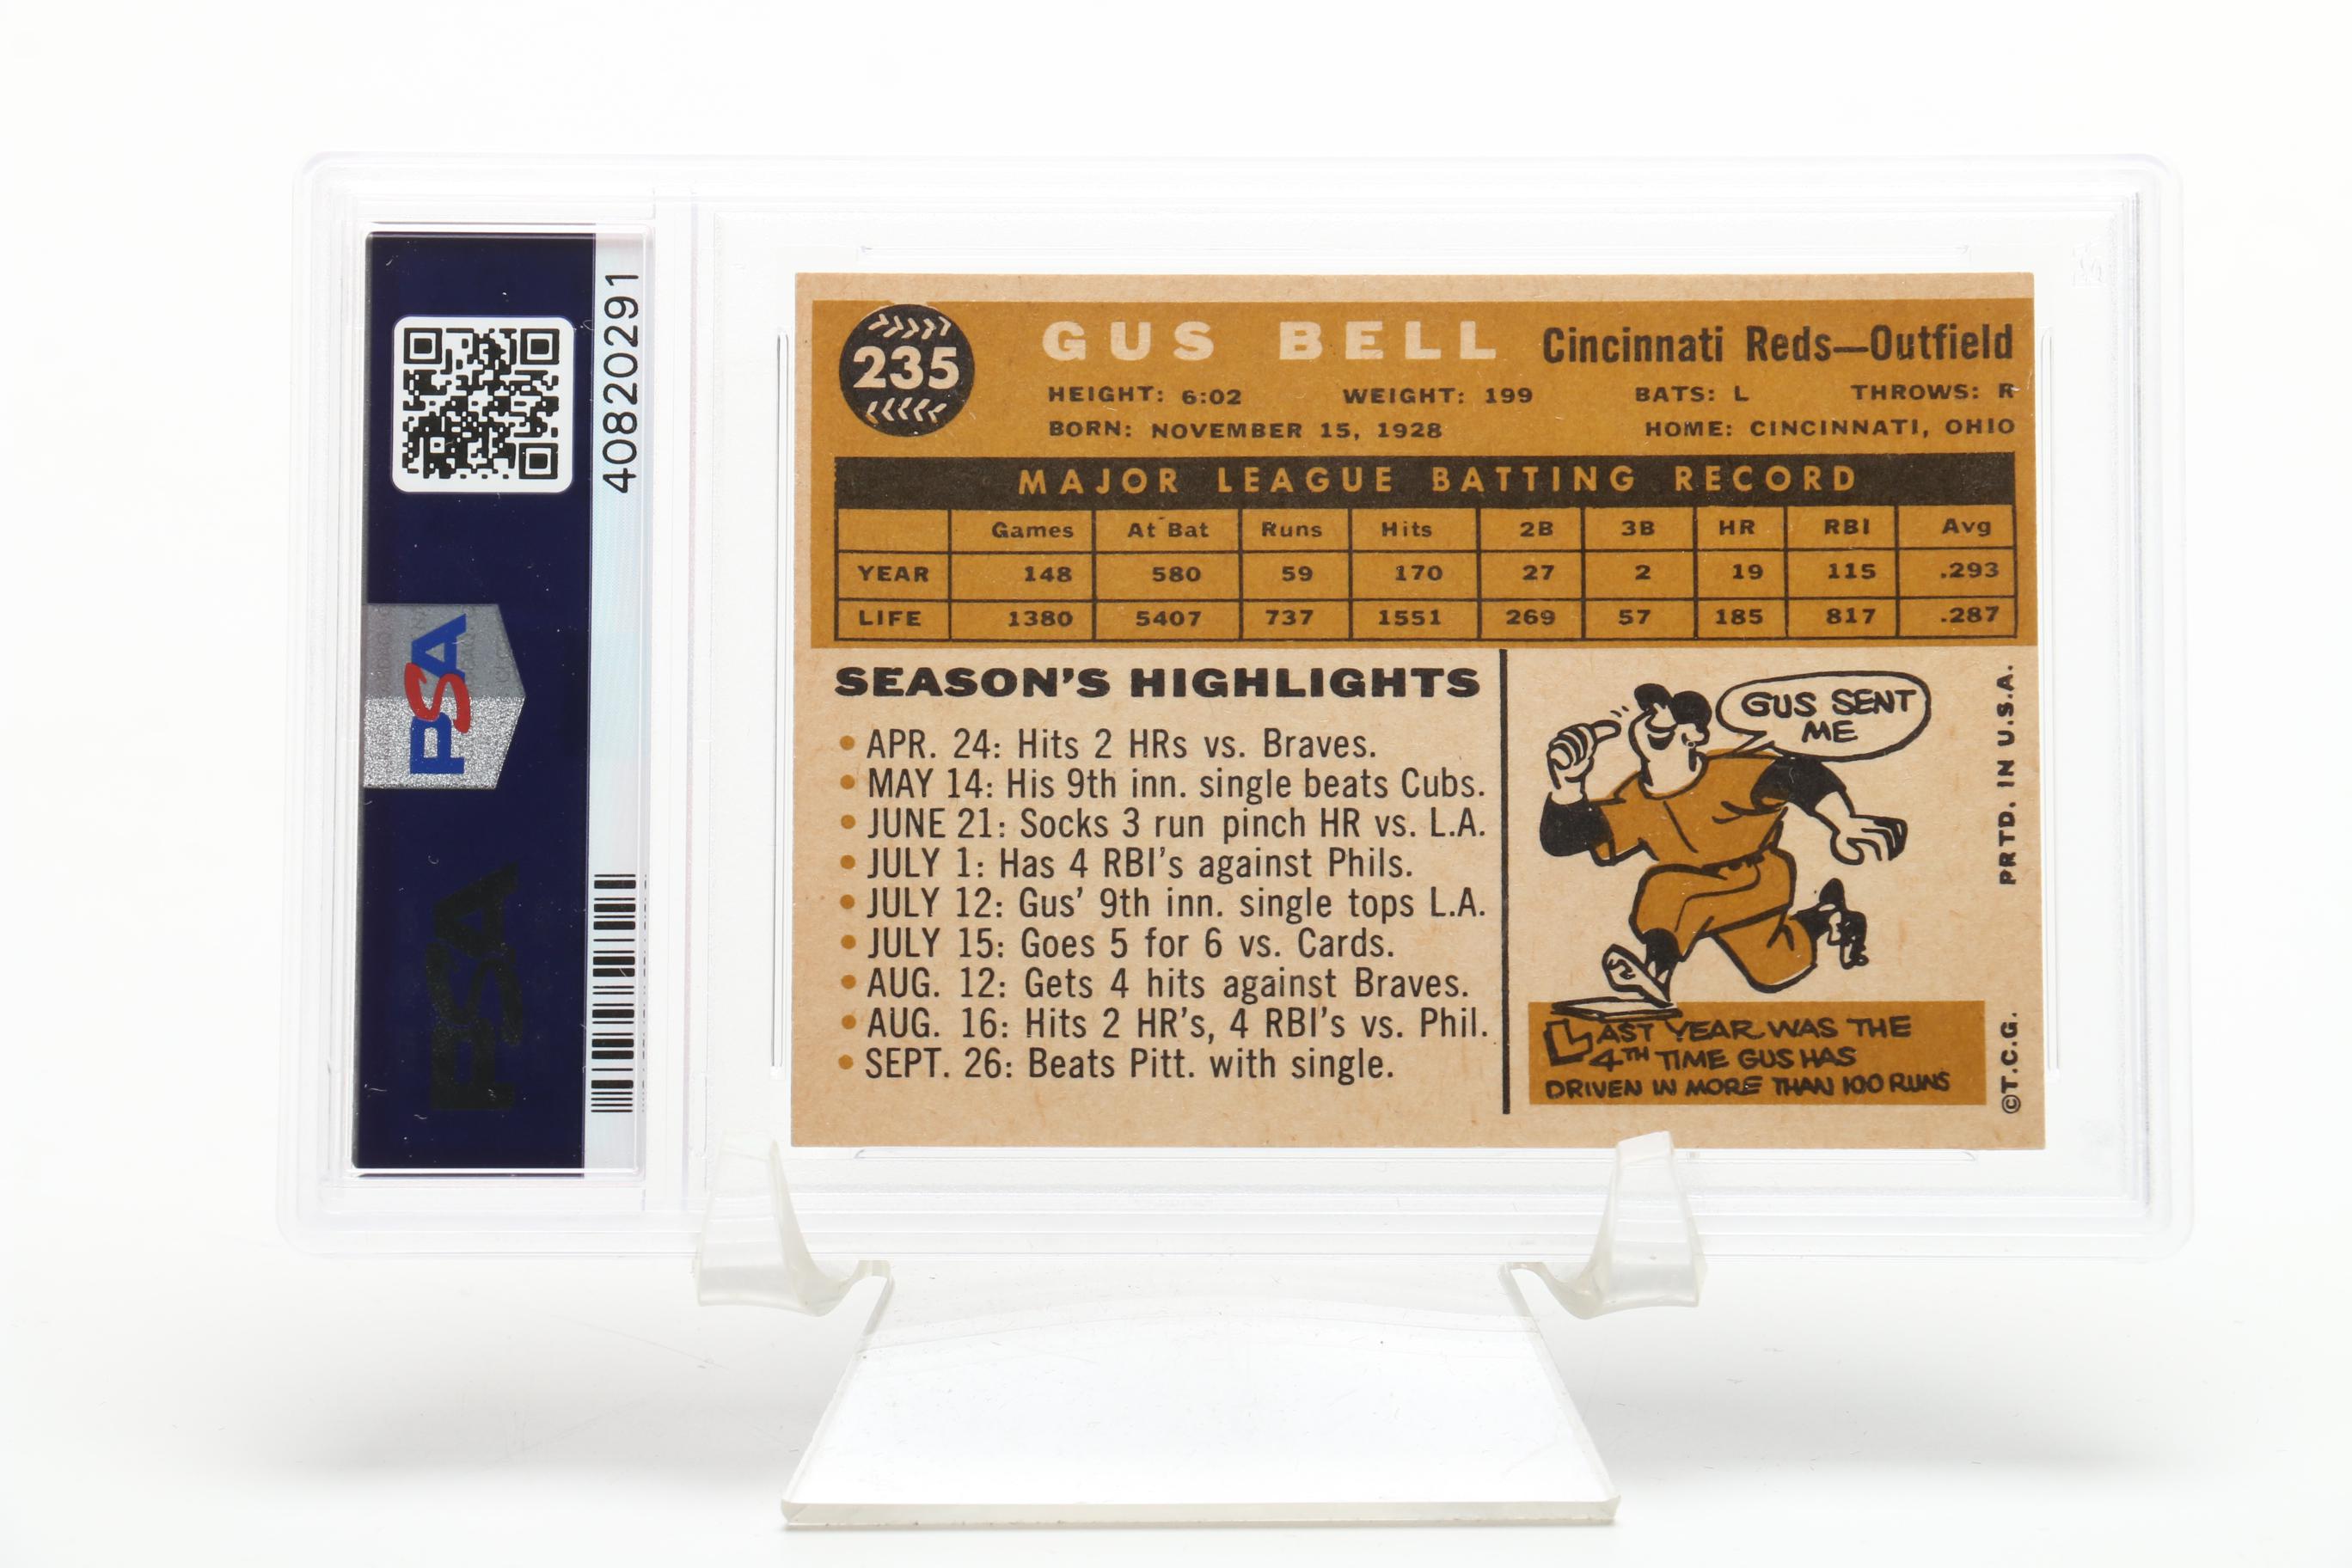 40820291
PSA
PSA
235
GUS BELL Cincinnati Reds—Outfield
HEIGHT: 6:02 WEIGHT: 199 BATS: L THROWS: R
BORN: NOVEMBER 15, 1928 HOME: CINCINNATI, OHIO
MAJOR LEAGUE BATTING RECORD
Games At Bat Runs Hits 2B 3B HR RBI Avg
YEAR 148 580 59 170 27 2 19 115 .293
LIFE 1380 5407 737 1551 269 57 185 817 .287
SEASON'S HIGHLIGHTS
• APR. 24: Hits 2 HRs vs. Braves.
• MAY 14: His 9th inn. single beats Cubs.
• JUNE 21: Socks 3 run pinch HR vs. L.A.
• JULY 1: Has 4 RBI's against Phils.
• JULY 12: Gus' 9th inn. single tops L.A.
• JULY 15: Goes 5 for 6 vs. Cards.
• AUG. 12: Gets 4 hits against Braves.
• AUG. 16: Hits 2 HR's, 4 RBI's vs. Phil.
• SEPT. 26: Beats Pitt. with single.
GUS SENT
ME
LAST YEAR WAS THE
4TH TIME GUS HAS
DRIVEN IN MORE THAN 100 RUNS
©T.C.G. PRTD. IN U.S.A.